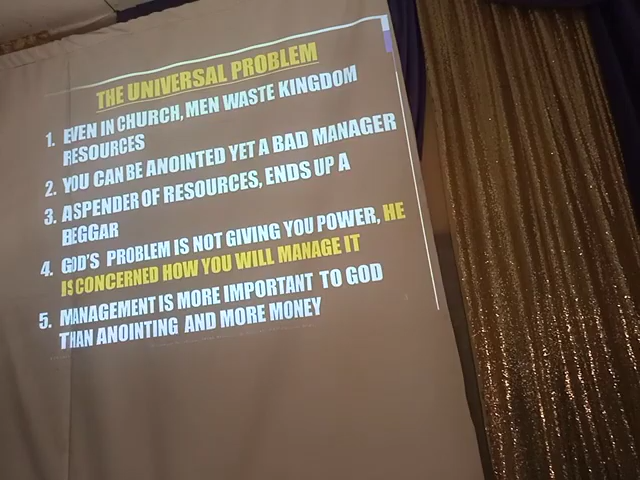 THE UNIVERSAL PROBLEM
1. EVEN IN CHURCH, MEN WASTE KINGDOM
RESOURCES
2. YOU CAN BE ANOINTED YET A BAD MANAGER
3. A SPENDER OF RESOURCES, ENDS UP A
BEGGAR
4. GOD'S PROBLEM IS NOT GIVING YOU POWER, HE
IS CONCERNED HOW YOU WILL MANAGE IT
5. MANAGEMENT IS MORE IMPORTANT TO GOD
THAN ANOINTING AND MORE MONEY